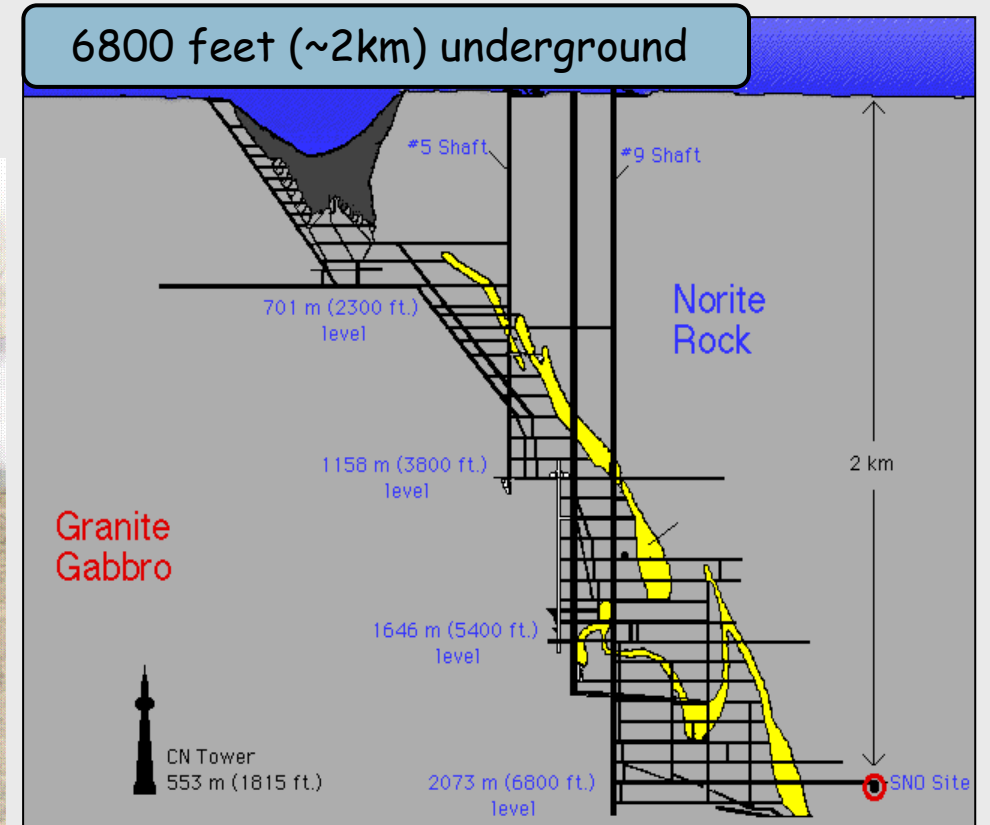 6800 feet (~2km) underground
#5 Shaft
#9 Shaft
701 m (2300 ft.)
level
Norite
Rock
1158 m (3800 ft.)
level
2 km
Granite
Gabbro
1646 m (5400 ft.)
level
CN Tower
553 m (1815 ft.)
2073 m (6800 ft.)
level
SNO Site